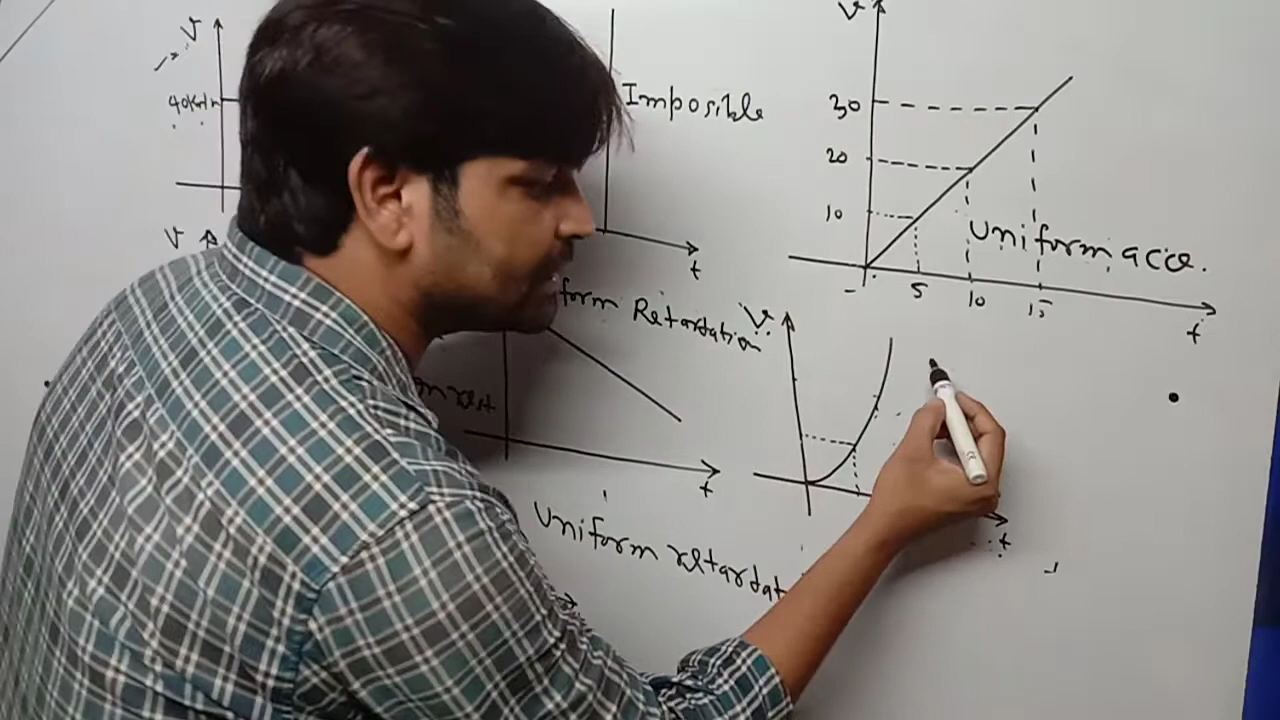 V
40km/h
Imposible
t
V
30
20
10
5
10
15
Uniform acce.
t
V
form Retardation
t
Uniform retardat
V
t